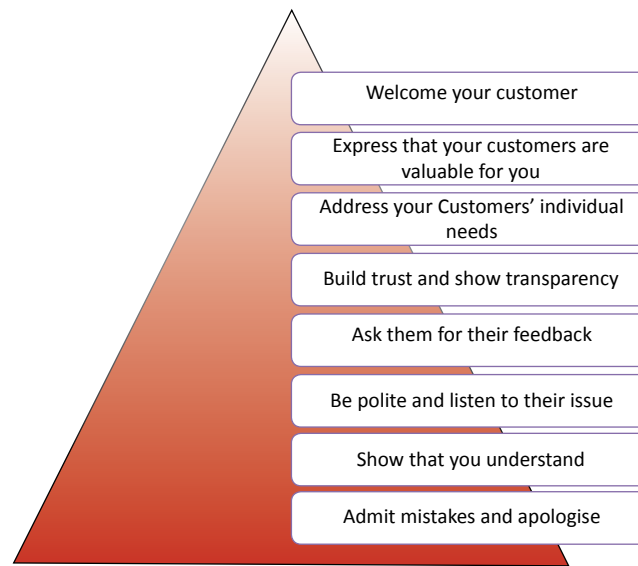 Welcome your customer
Express that your customers are
valuable for you
Address your Customers’ individual
needs
Build trust and show transparency
Ask them for their feedback
Be polite and listen to their issue
Show that you understand
Admit mistakes and apologise